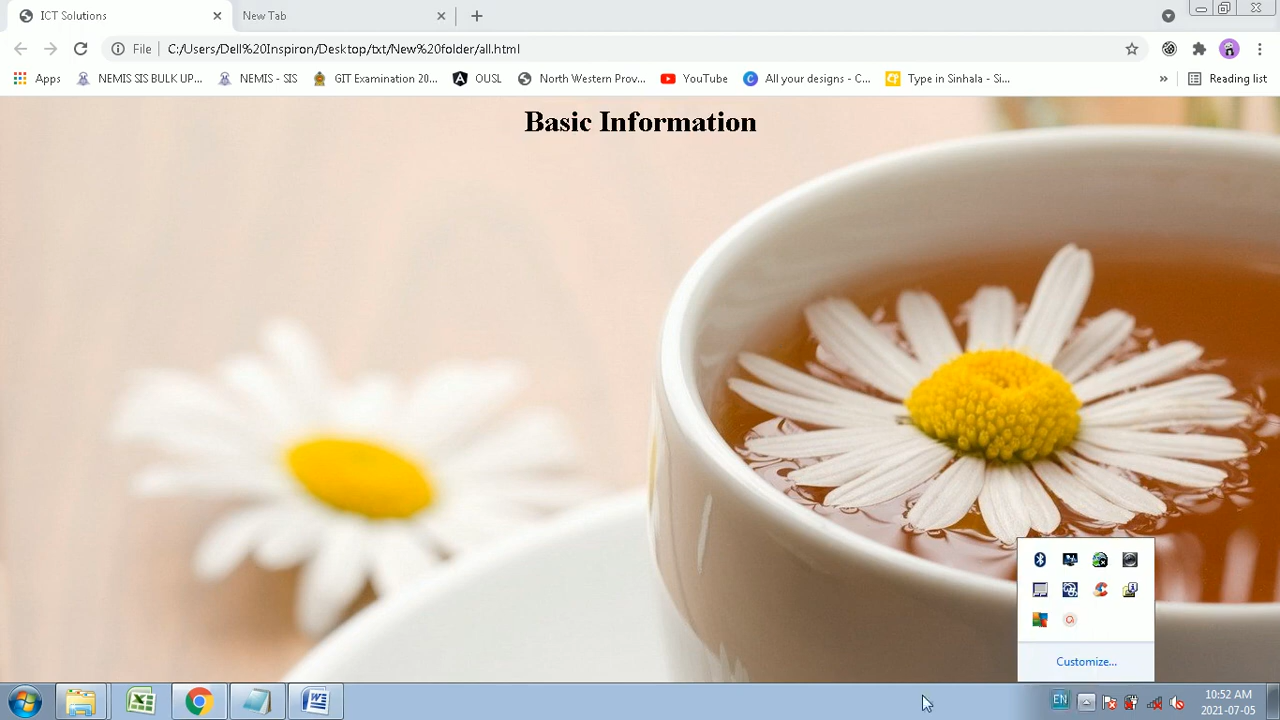 ICT Solutions
New Tab
File
C:/Users/Dell%20Inspiron/Desktop/txt/New%20folder/all.html
Apps
NEMIS SIS BULK UP...
NEMIS - SIS
GIT Examination 20...
OUSL
North Western Prov...
YouTube
All your designs - C...
Type in Sinhala - Si...
»
Reading list
Basic Information
Customize...
EN
10:52 AM
2021-07-05